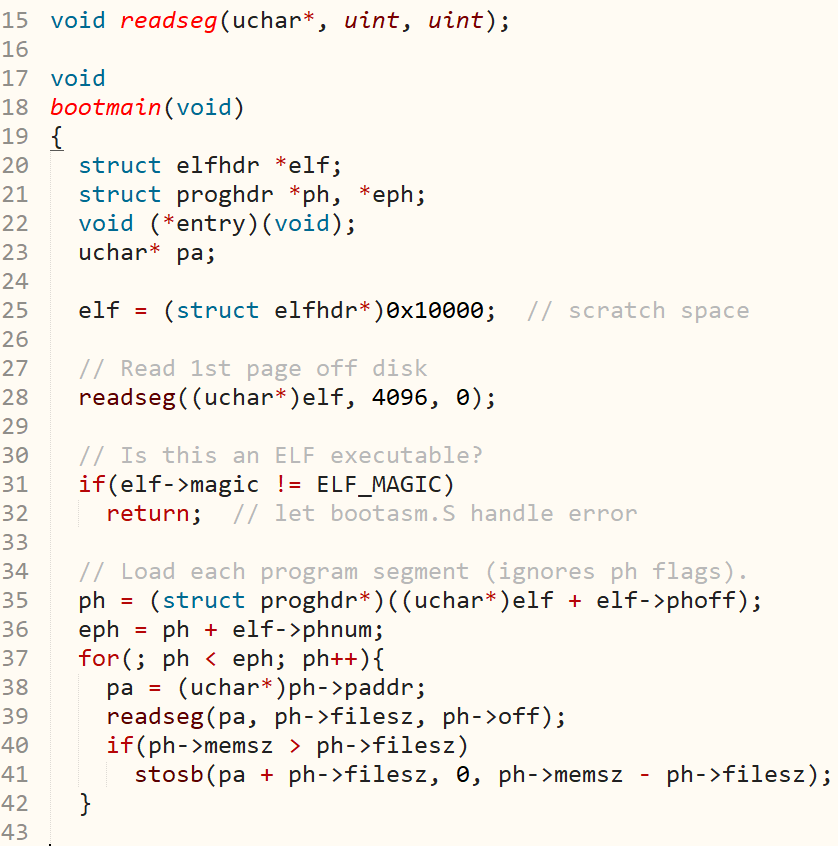 15 void readseg(uchar*, uint, uint);
16
17 void
18 bootmain(void)
19 {
20   struct elfhdr *elf;
21   struct proghdr *ph, *eph;
22   void (*entry)(void);
23   uchar* pa;
24
25   elf = (struct elfhdr*)0x10000;  // scratch space
26
27   // Read 1st page off disk
28   readseg((uchar*)elf, 4096, 0);
29
30   // Is this an ELF executable?
31   if(elf->magic != ELF_MAGIC)
32     return;  // let bootasm.S handle error
33
34   // Load each program segment (ignores ph flags).
35   ph = (struct proghdr*)((uchar*)elf + elf->phoff);
36   eph = ph + elf->phnum;
37   for(; ph < eph; ph++){
38     pa = (uchar*)ph->paddr;
39     readseg(pa, ph->filesz, ph->off);
40     if(ph->memsz > ph->filesz)
41       stosb(pa + ph->filesz, 0, ph->memsz - ph->filesz);
42   }
43